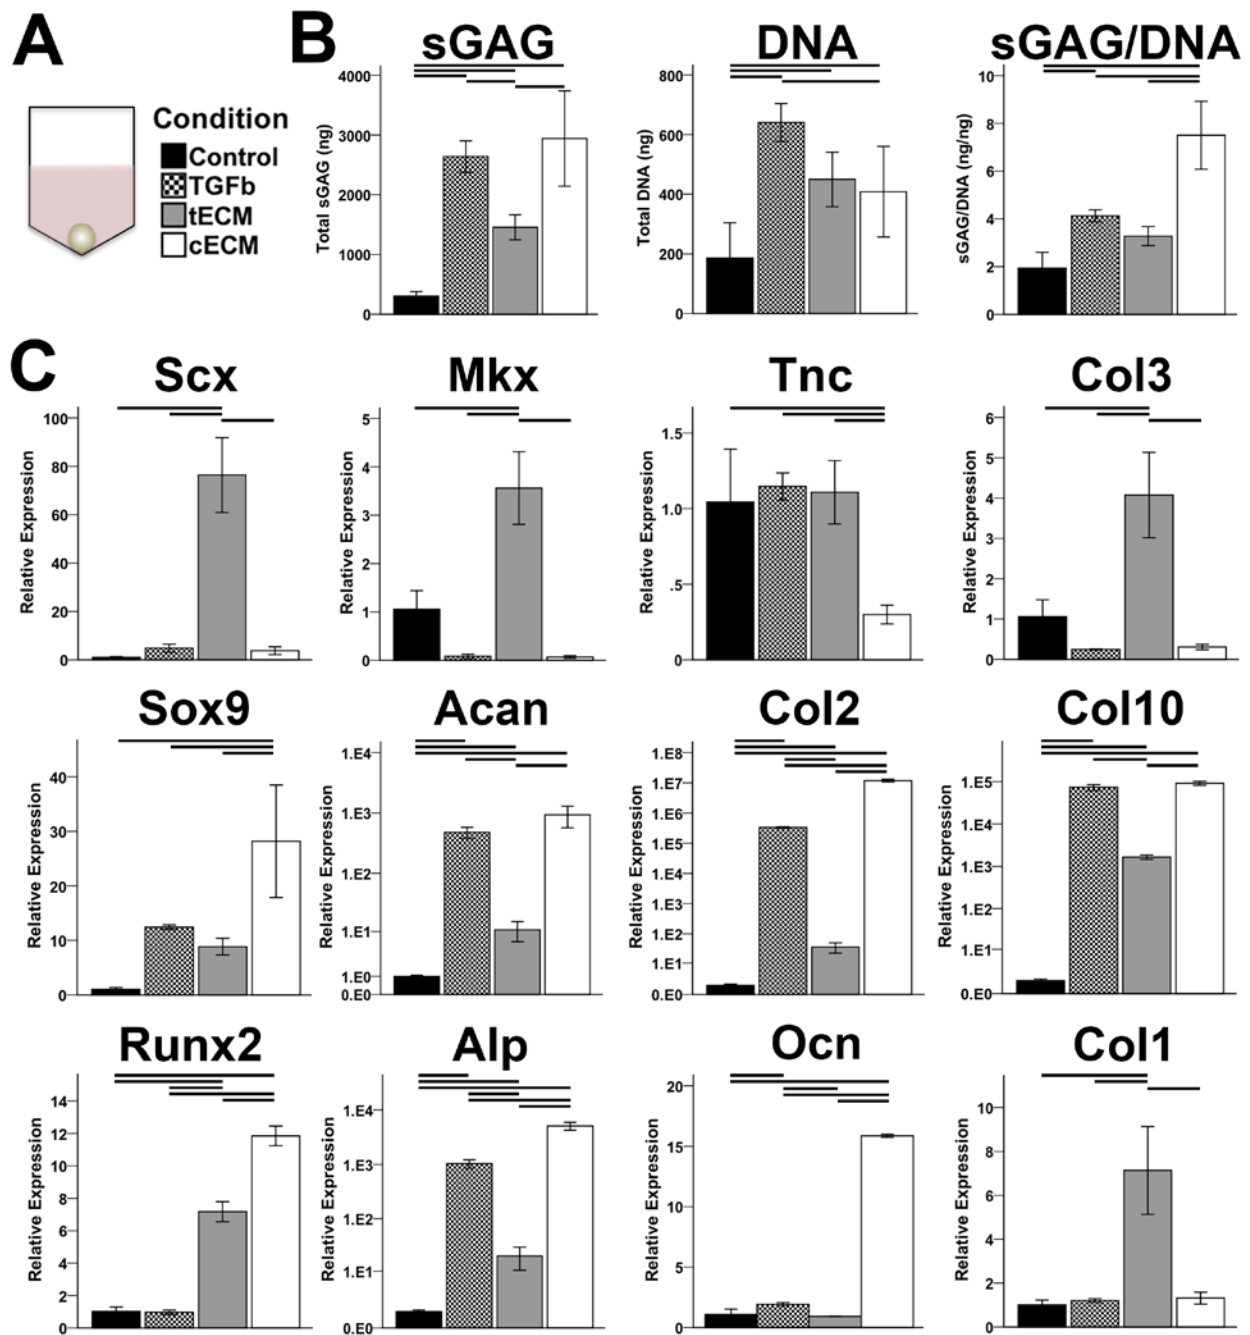 A
Condition
Control
TGFb
tECM
cECM
B
sGAG
Total sGAG (ng)
4000
3000
2000
1000
0
DNA
Total DNA (ng)
800
600
400
200
0
sGAG/DNA
sGAG/DNA (ng/ng)
10
8
6
4
2
0
C
Scx
Relative Expression
100
80
60
40
20
0
Mkx
Relative Expression
5
4
3
2
1
0
Tnc
Relative Expression
1.5
1.0
.5
0
Col3
Relative Expression
6
5
4
3
2
1
0
Sox9
Relative Expression
40
30
20
10
0
Acan
Relative Expression
1.E4
1.E3
1.E2
1.E1
1.E0
0.E0
Col2
Relative Expression
1.E8
1.E7
1.E6
1.E5
1.E4
1.E3
1.E2
1.E1
0.E0
Col10
Relative Expression
1.E5
1.E4
1.E3
1.E2
1.E1
0.E0
Runx2
Relative Expression
14
12
10
8
6
4
2
0
Alp
Relative Expression
1.E4
1.E3
1.E2
1.E1
0.E0
Ocn
Relative Expression
20
15
10
5
0
Col1
Relative Expression
10
8
6
4
2
0